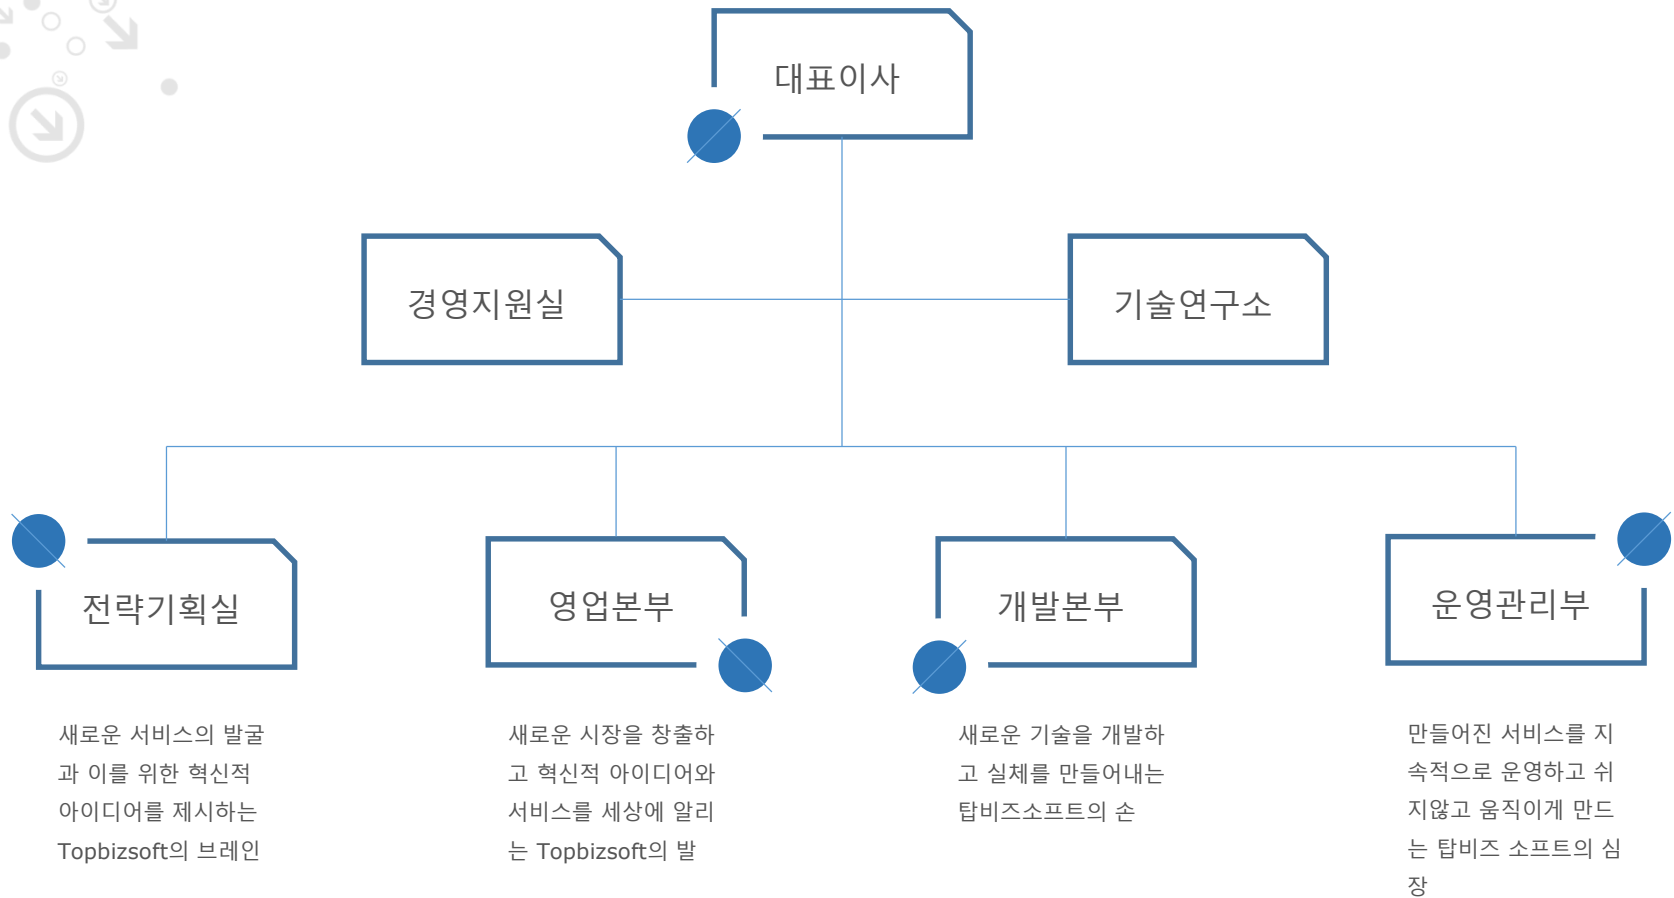 대표이사
경영지원실
기술연구소
전략기획실
영업본부
개발본부
운영관리부
새로운 서비스의 발굴
과 이를 위한 혁신적
아이디어를 제시하는
Topbizsoft의 브레인
새로운 시장을 창출하
고 혁신적 아이디어와
서비스를 세상에 알리
는 Topbizsoft의 발
새로운 기술을 개발하
고 실체를 만들어내는
탑비즈소프트의 손
만들어진 서비스를 지
속적으로 운영하고 쉬
지않고 움직이게 만드
는 탑비즈 소프트의 심
장